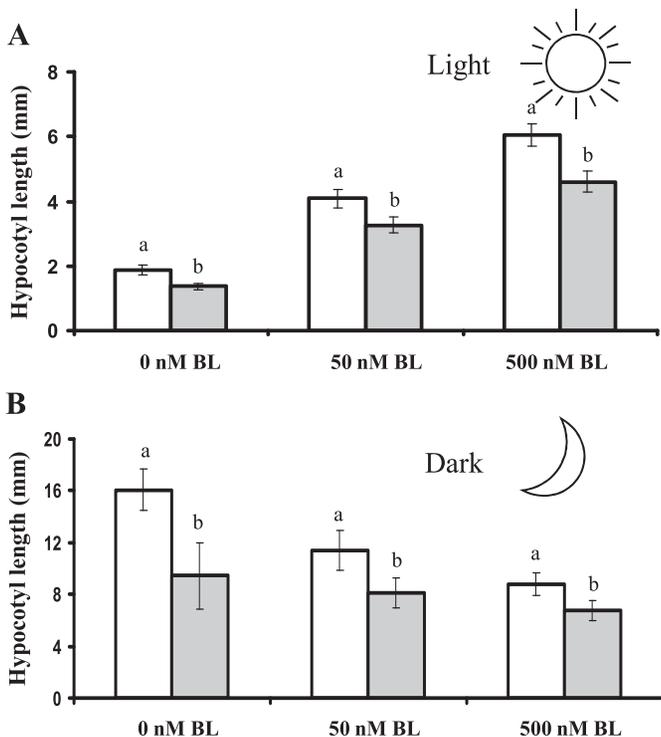 A
Light
Hypocotyl length (mm)
8
6
4
2
0
a
b
a
b
a
b
0 nM BL
50 nM BL
500 nM BL
B
Dark
Hypocotyl length (mm)
20
16
12
8
4
0
a
b
a
b
a
b
0 nM BL
50 nM BL
500 nM BL